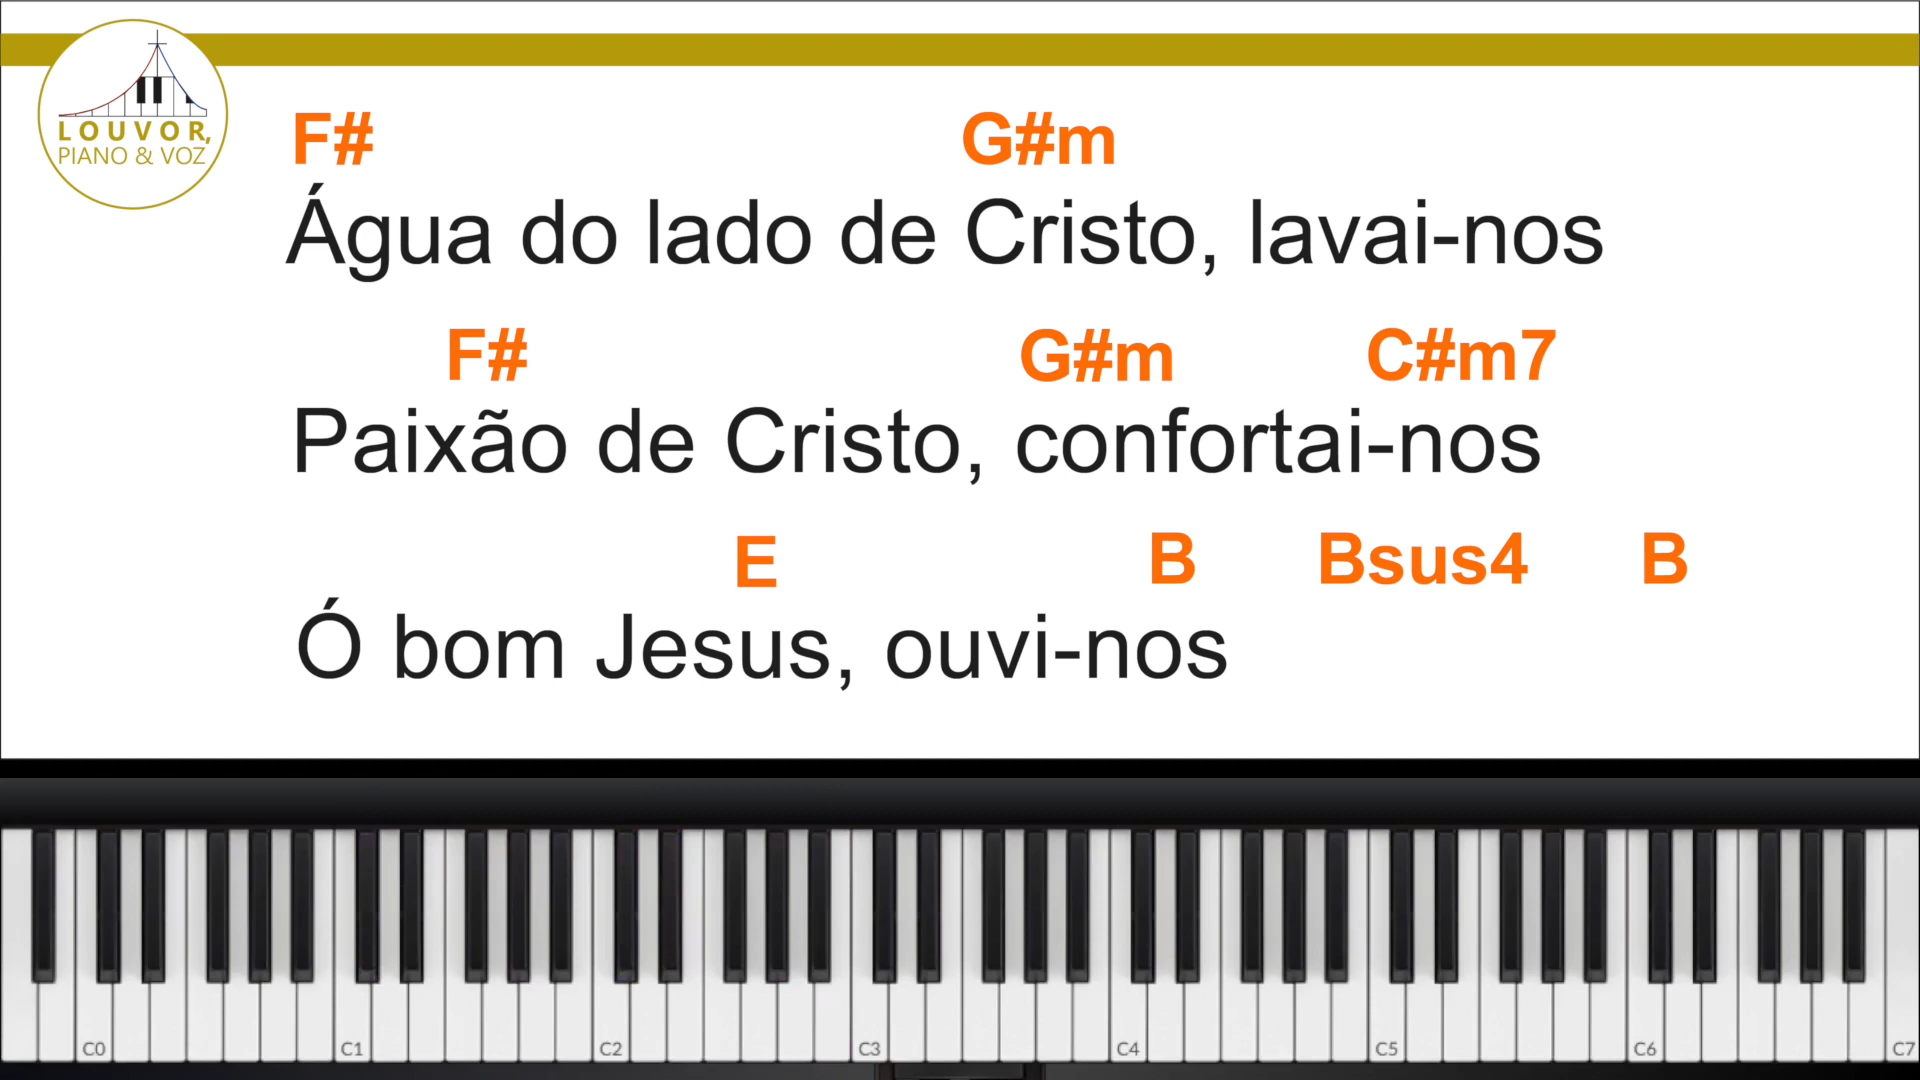 LOUVOR,
PIANO & VOZ
F# G#m
Água do lado de Cristo, lavai-nos
F# G#m C#m7
Paixão de Cristo, confortai-nos
E B Bsus4 B
Ó bom Jesus, ouvi-nos
C0 C1 C2 C3 C4 C5 C6 C7